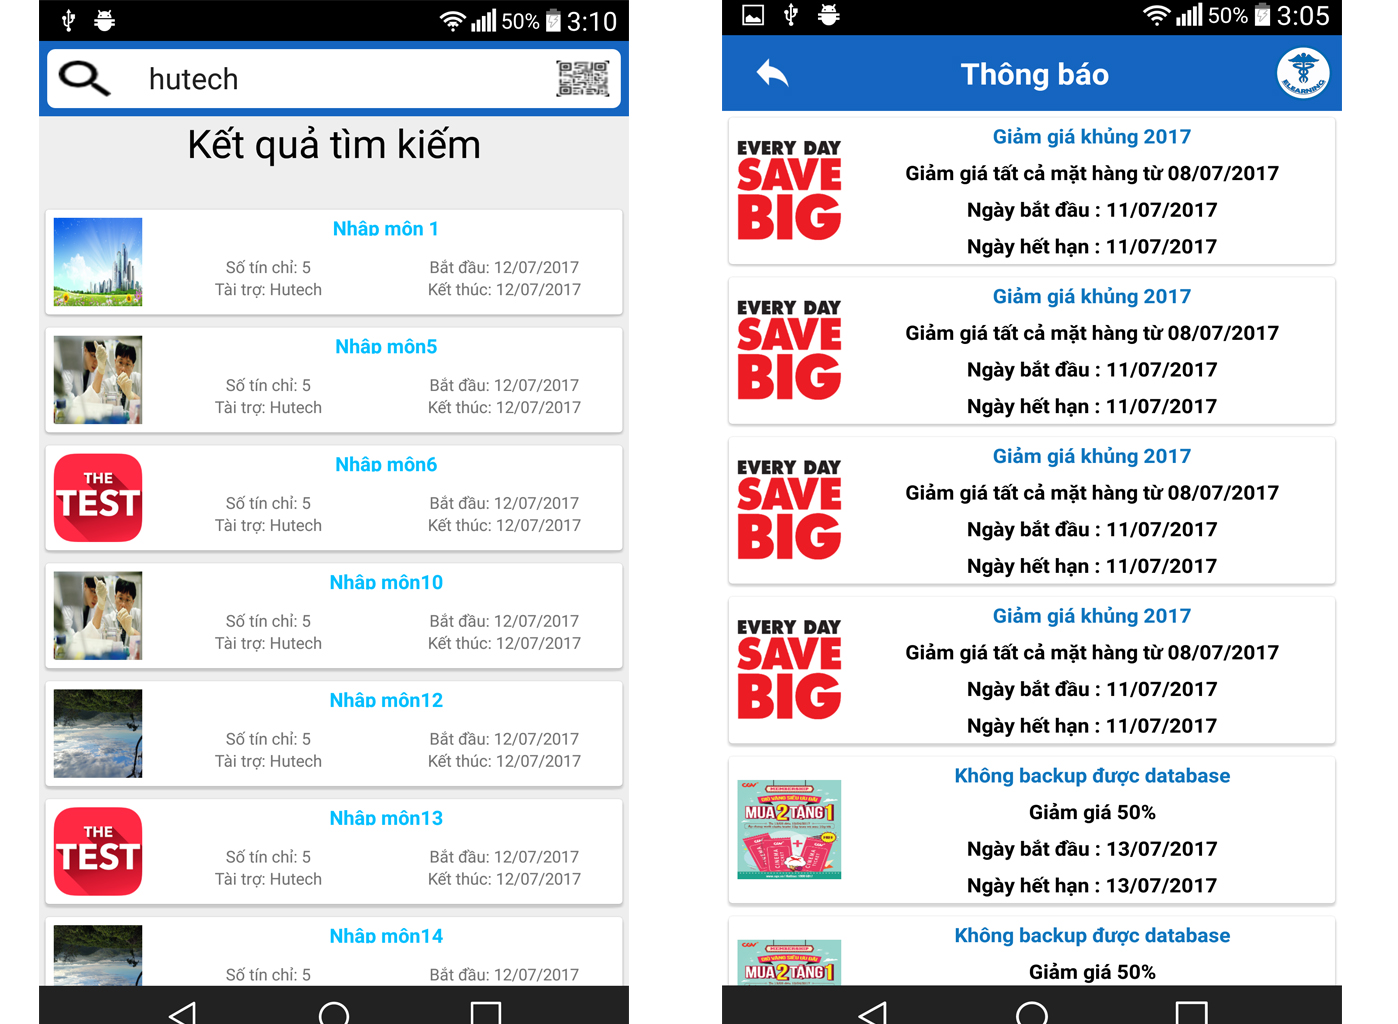 50% 3:10
hutech
Kết quả tìm kiếm
Nhập môn 1
Số tín chỉ: 5 Bắt đầu: 12/07/2017
Tài trợ: Hutech Kết thúc: 12/07/2017
Nhập môn5
Số tín chỉ: 5 Bắt đầu: 12/07/2017
Tài trợ: Hutech Kết thúc: 12/07/2017
THE
TEST
Nhập môn6
Số tín chỉ: 5 Bắt đầu: 12/07/2017
Tài trợ: Hutech Kết thúc: 12/07/2017
Nhập môn10
Số tín chỉ: 5 Bắt đầu: 12/07/2017
Tài trợ: Hutech Kết thúc: 12/07/2017
Nhập môn12
Số tín chỉ: 5 Bắt đầu: 12/07/2017
Tài trợ: Hutech Kết thúc: 12/07/2017
THE
TEST
Nhập môn13
Số tín chỉ: 5 Bắt đầu: 12/07/2017
Tài trợ: Hutech Kết thúc: 12/07/2017
Nhập môn14
Số tín chỉ: 5 Bắt đầu: 12/07/2017
50% 3:05
Thông báo
ELEARNING
EVERY DAY
SAVE
BIG
Giảm giá khủng 2017
Giảm giá tất cả mặt hàng từ 08/07/2017
Ngày bắt đầu : 11/07/2017
Ngày hết hạn : 11/07/2017
EVERY DAY
SAVE
BIG
Giảm giá khủng 2017
Giảm giá tất cả mặt hàng từ 08/07/2017
Ngày bắt đầu : 11/07/2017
Ngày hết hạn : 11/07/2017
EVERY DAY
SAVE
BIG
Giảm giá khủng 2017
Giảm giá tất cả mặt hàng từ 08/07/2017
Ngày bắt đầu : 11/07/2017
Ngày hết hạn : 11/07/2017
EVERY DAY
SAVE
BIG
Giảm giá khủng 2017
Giảm giá tất cả mặt hàng từ 08/07/2017
Ngày bắt đầu : 11/07/2017
Ngày hết hạn : 11/07/2017
CGV
MEMBERSHIP
MUA 2 TẶNG 1
Không backup được database
Giảm giá 50%
Ngày bắt đầu : 13/07/2017
Ngày hết hạn : 13/07/2017
CGV
MEMBERSHIP
MUA 2 TẶNG 1
Không backup được database
Giảm giá 50%